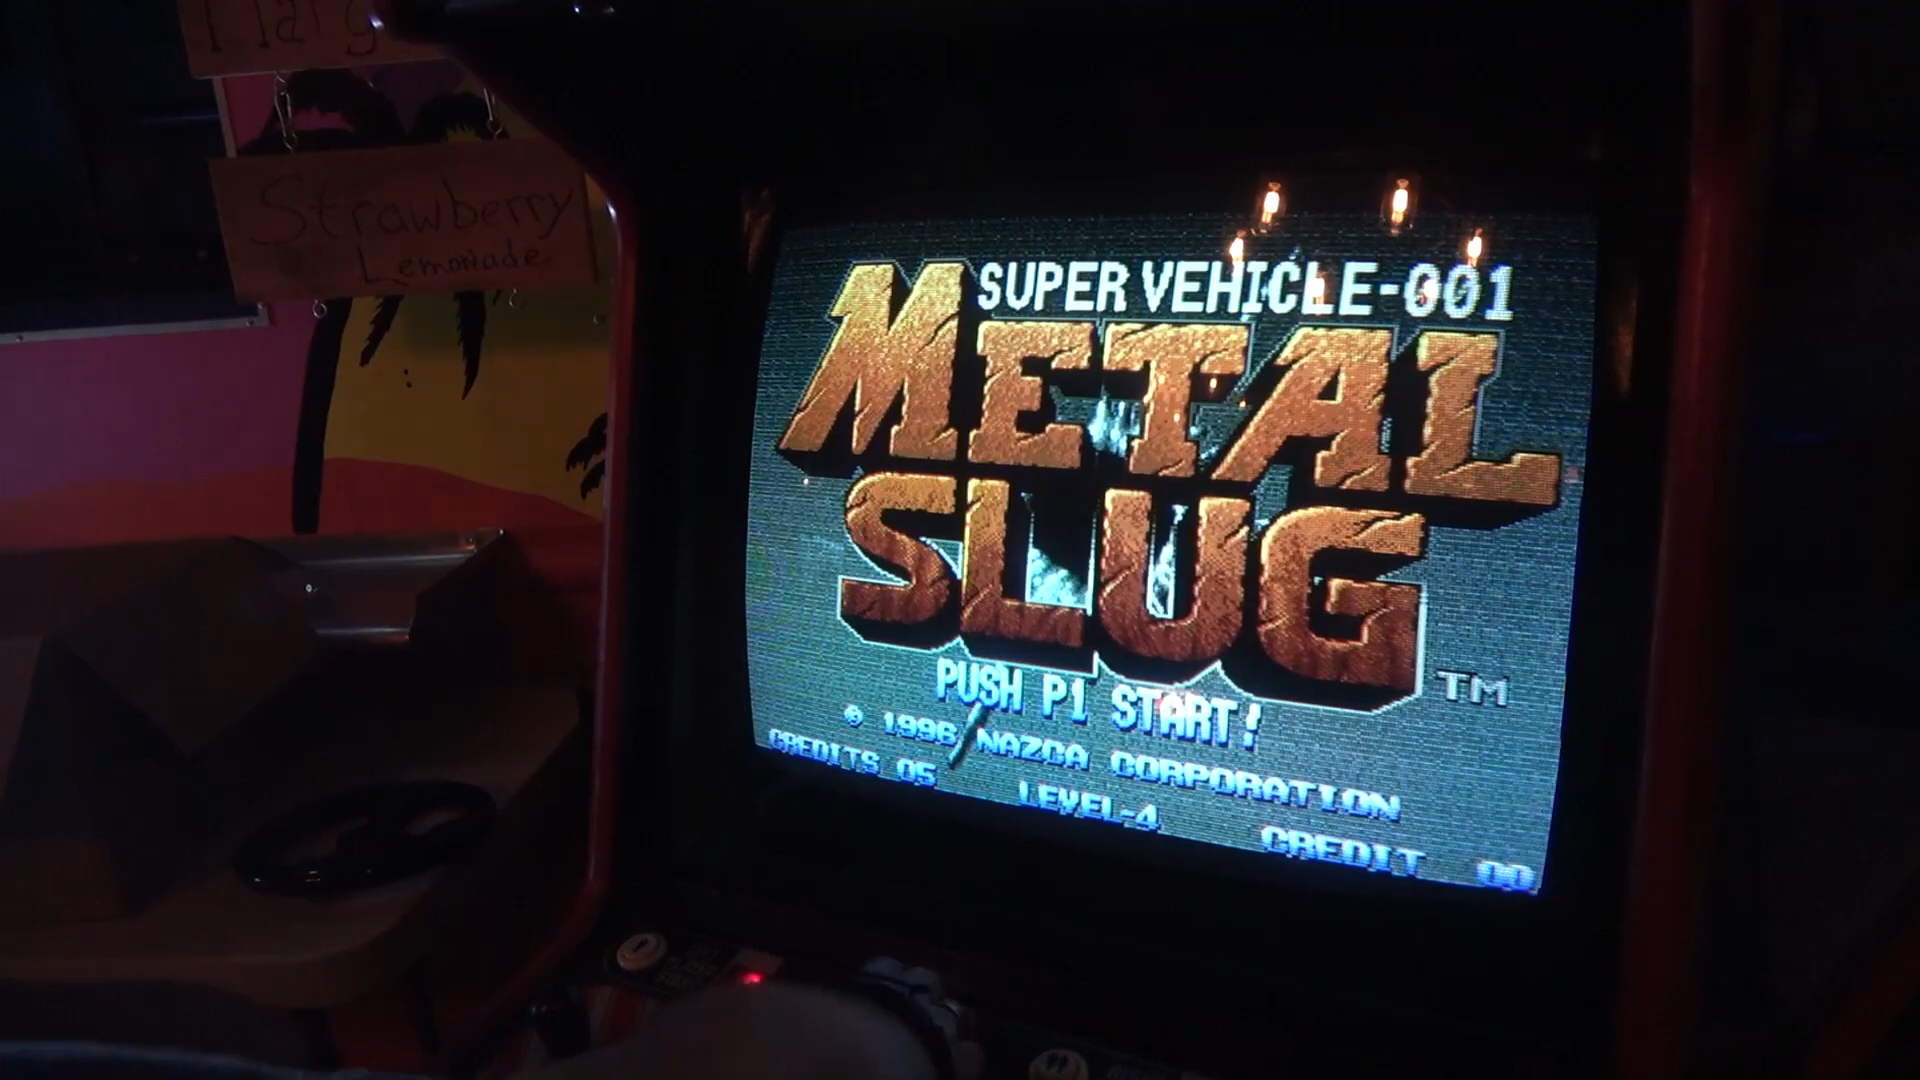 Strawberry
Lemonade
SUPER VEHICLE-001
METAL
SLUG
TM
PUSH P1 START!
© 1996 NAZCA CORPORATION
CREDITS 05
LEVEL-4
CREDIT 00